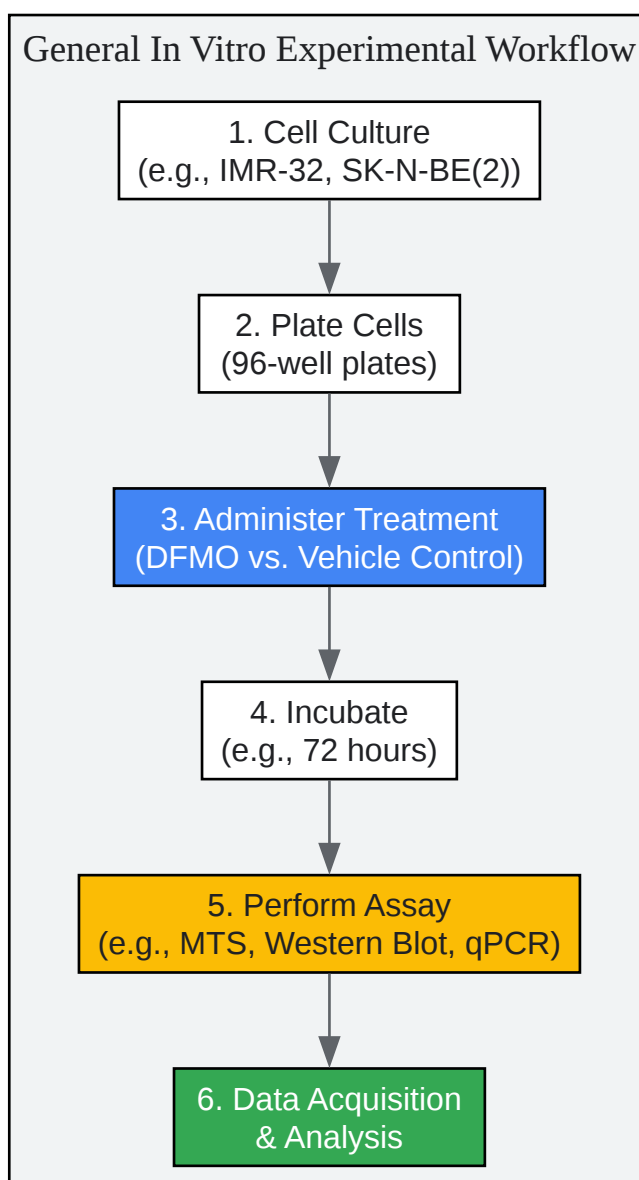 General In Vitro Experimental Workflow
1. Cell Culture
(e.g., IMR-32, SK-N-BE(2))
2. Plate Cells
(96-well plates)
3. Administer Treatment
(DFMO vs. Vehicle Control)
4. Incubate
(e.g., 72 hours)
5. Perform Assay
(e.g., MTS, Western Blot, qPCR)
6. Data Acquisition
& Analysis